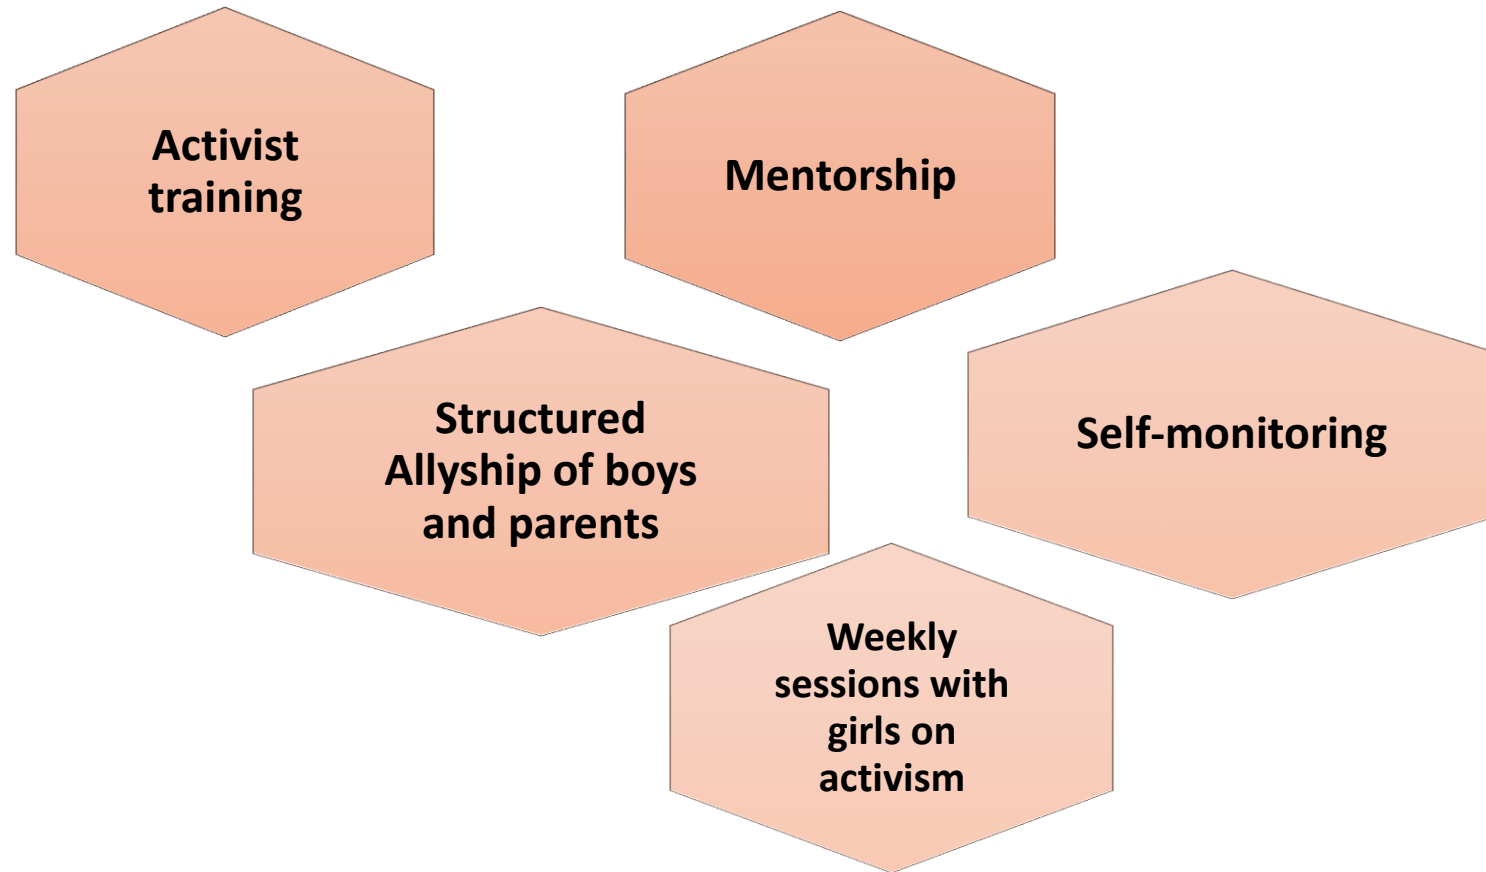 Activist
training
Mentorship
Structured
Allyship of boys
and parents
Self-monitoring
Weekly
sessions with
girls on
activism